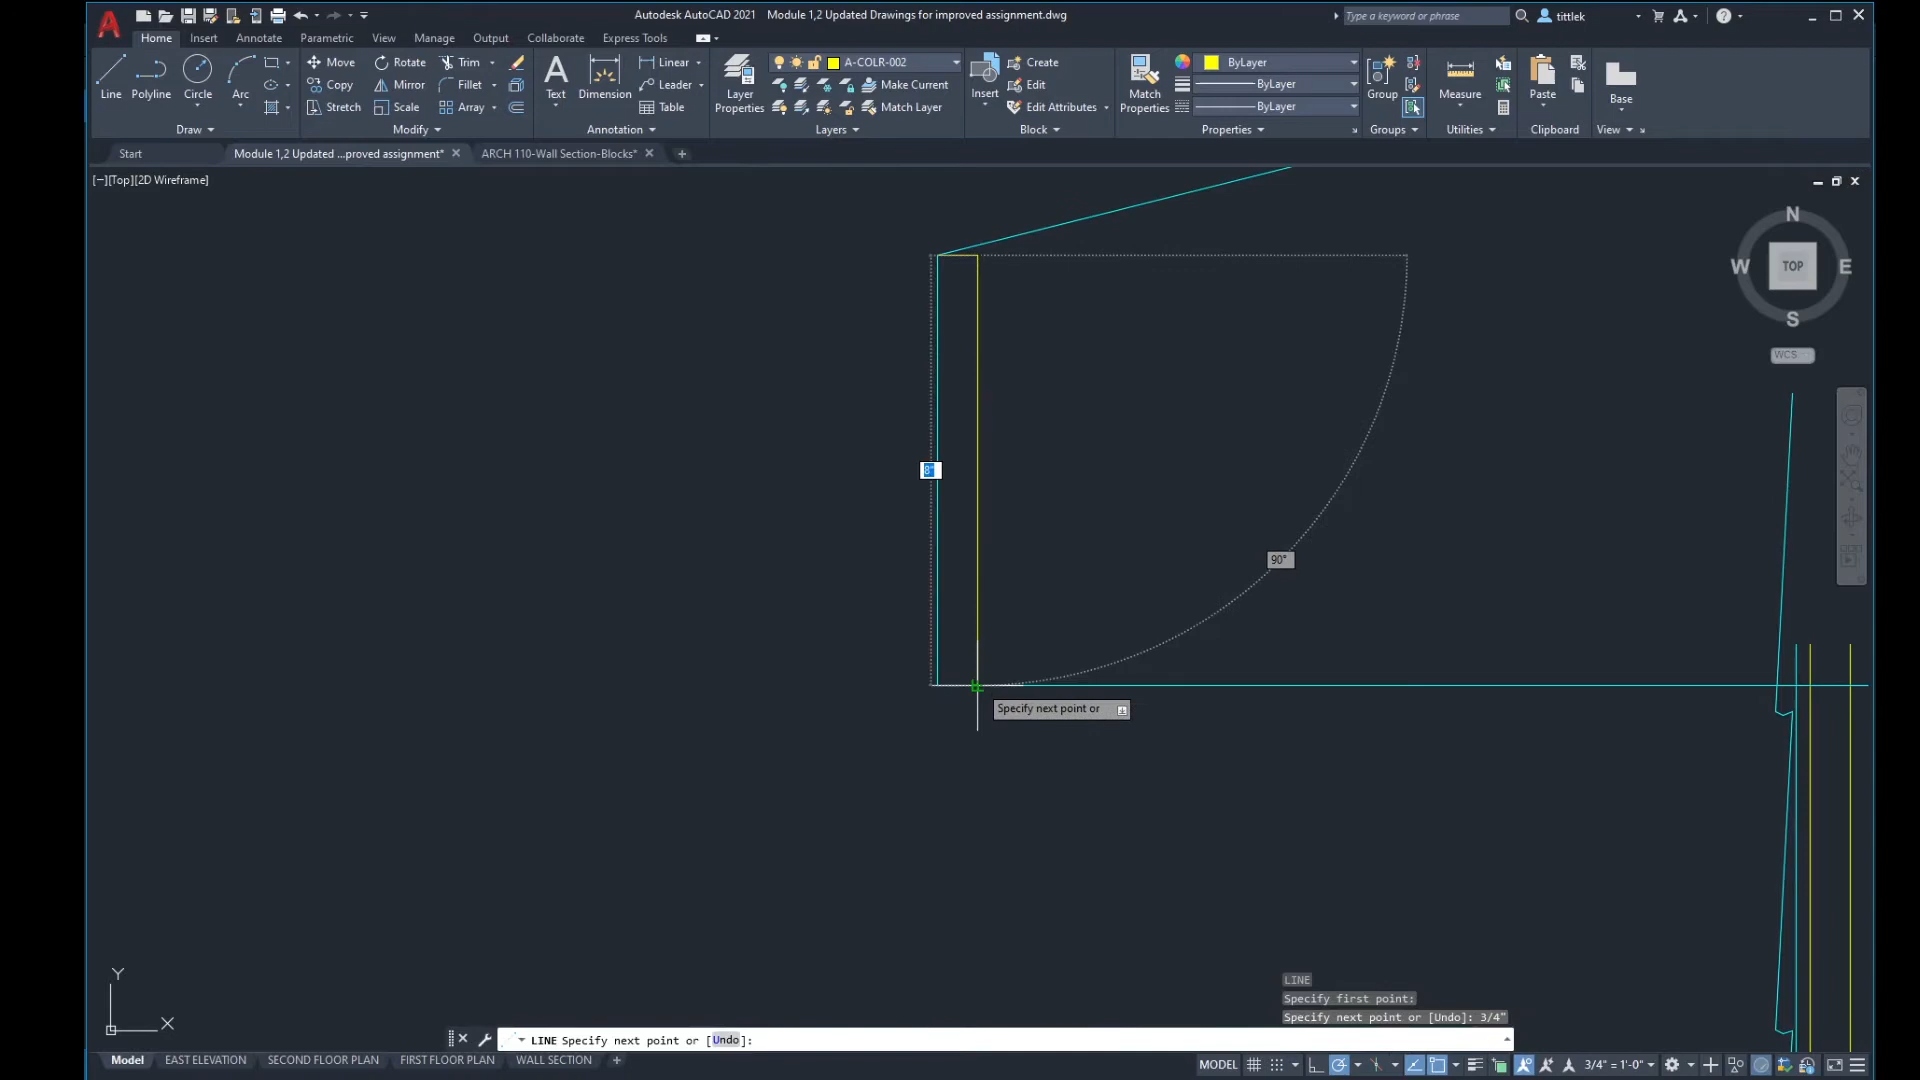 Autodesk AutoCAD 2021 Module 1,2 Updated Drawings for improved assignment.dwg
Type a keyword or phrase
tittlek
Home Insert Annotate Parametric View Manage Output Collaborate Express Tools
Line Polyline Circle Arc
Move Rotate Trim
Copy Mirror Fillet
Stretch Scale Array
Text Dimension
Linear
Leader
Table
Layer Properties
A-COLR-002
Make Current
Match Layer
Insert
Create
Edit
Edit Attributes
Match Properties
ByLayer
ByLayer
ByLayer
Group
Measure
Paste
Base
Draw Modify Annotation Layers Block Properties Groups Utilities Clipboard View
Start Module 1,2 Updated ...proved assignment* ARCH 110-Wall Section-Blocks*
[−][Top][2D Wireframe]
N
W TOP E
S
WCS
8"
90°
Specify next point or
Y
X
LINE
Specify first point:
Specify next point or [Undo]: 3/4"
LINE Specify next point or [Undo]:
Model EAST ELEVATION SECOND FLOOR PLAN FIRST FLOOR PLAN WALL SECTION
MODEL 3/4" = 1'-0"